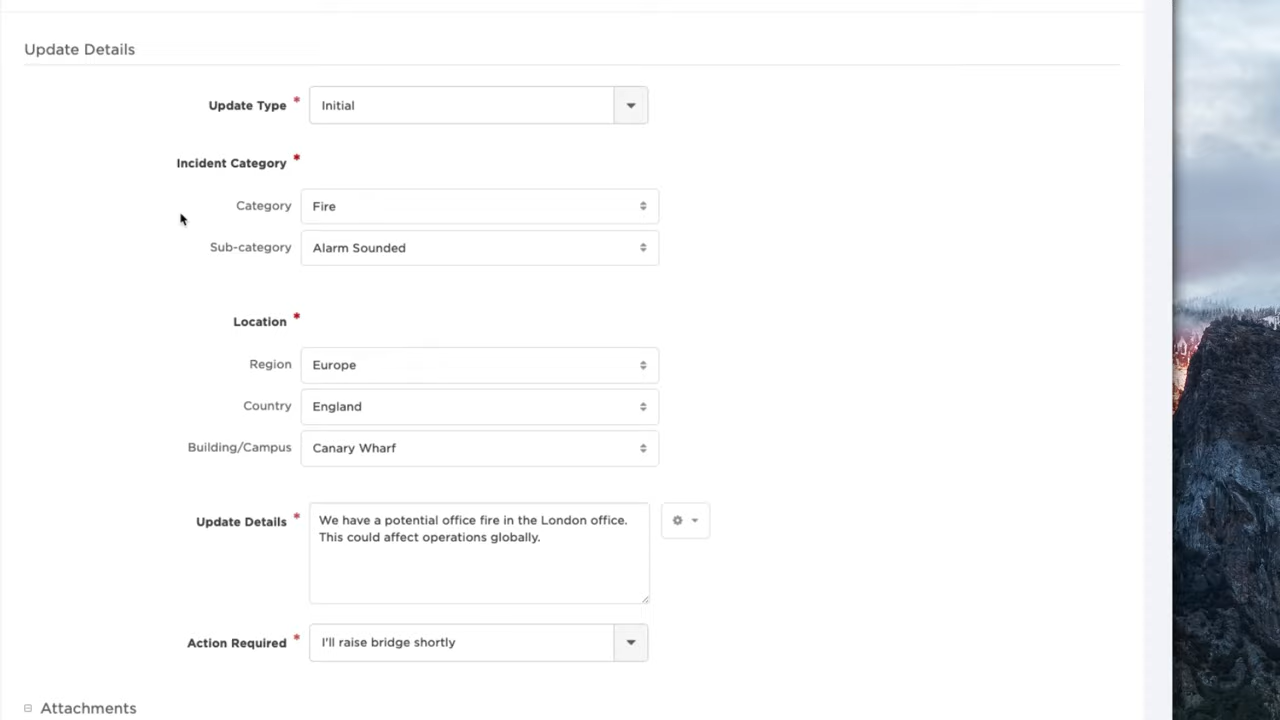 Update Details
Update Type *
Initial
Incident Category *
Category
Fire
Sub-category
Alarm Sounded
Location *
Region
Europe
Country
England
Building/Campus
Canary Wharf
Update Details *
We have a potential office fire in the London office.
This could affect operations globally.
Action Required *
I'll raise bridge shortly
Attachments